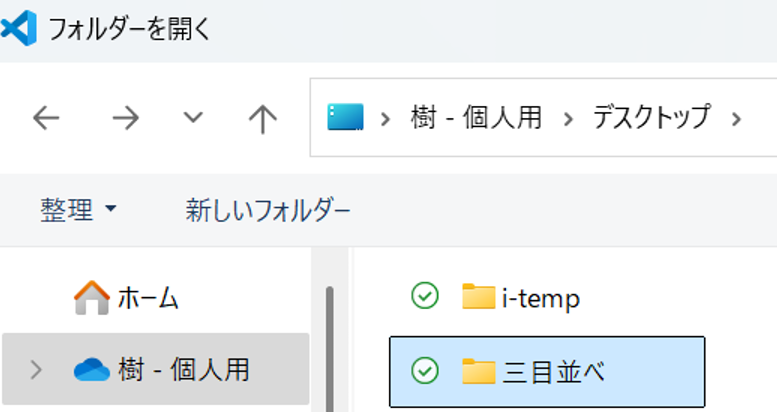 フォルダーを開く
樹 - 個人用 › デスクトップ ›
整理 新しいフォルダー
ホーム
i-temp
樹 - 個人用
三目並べ